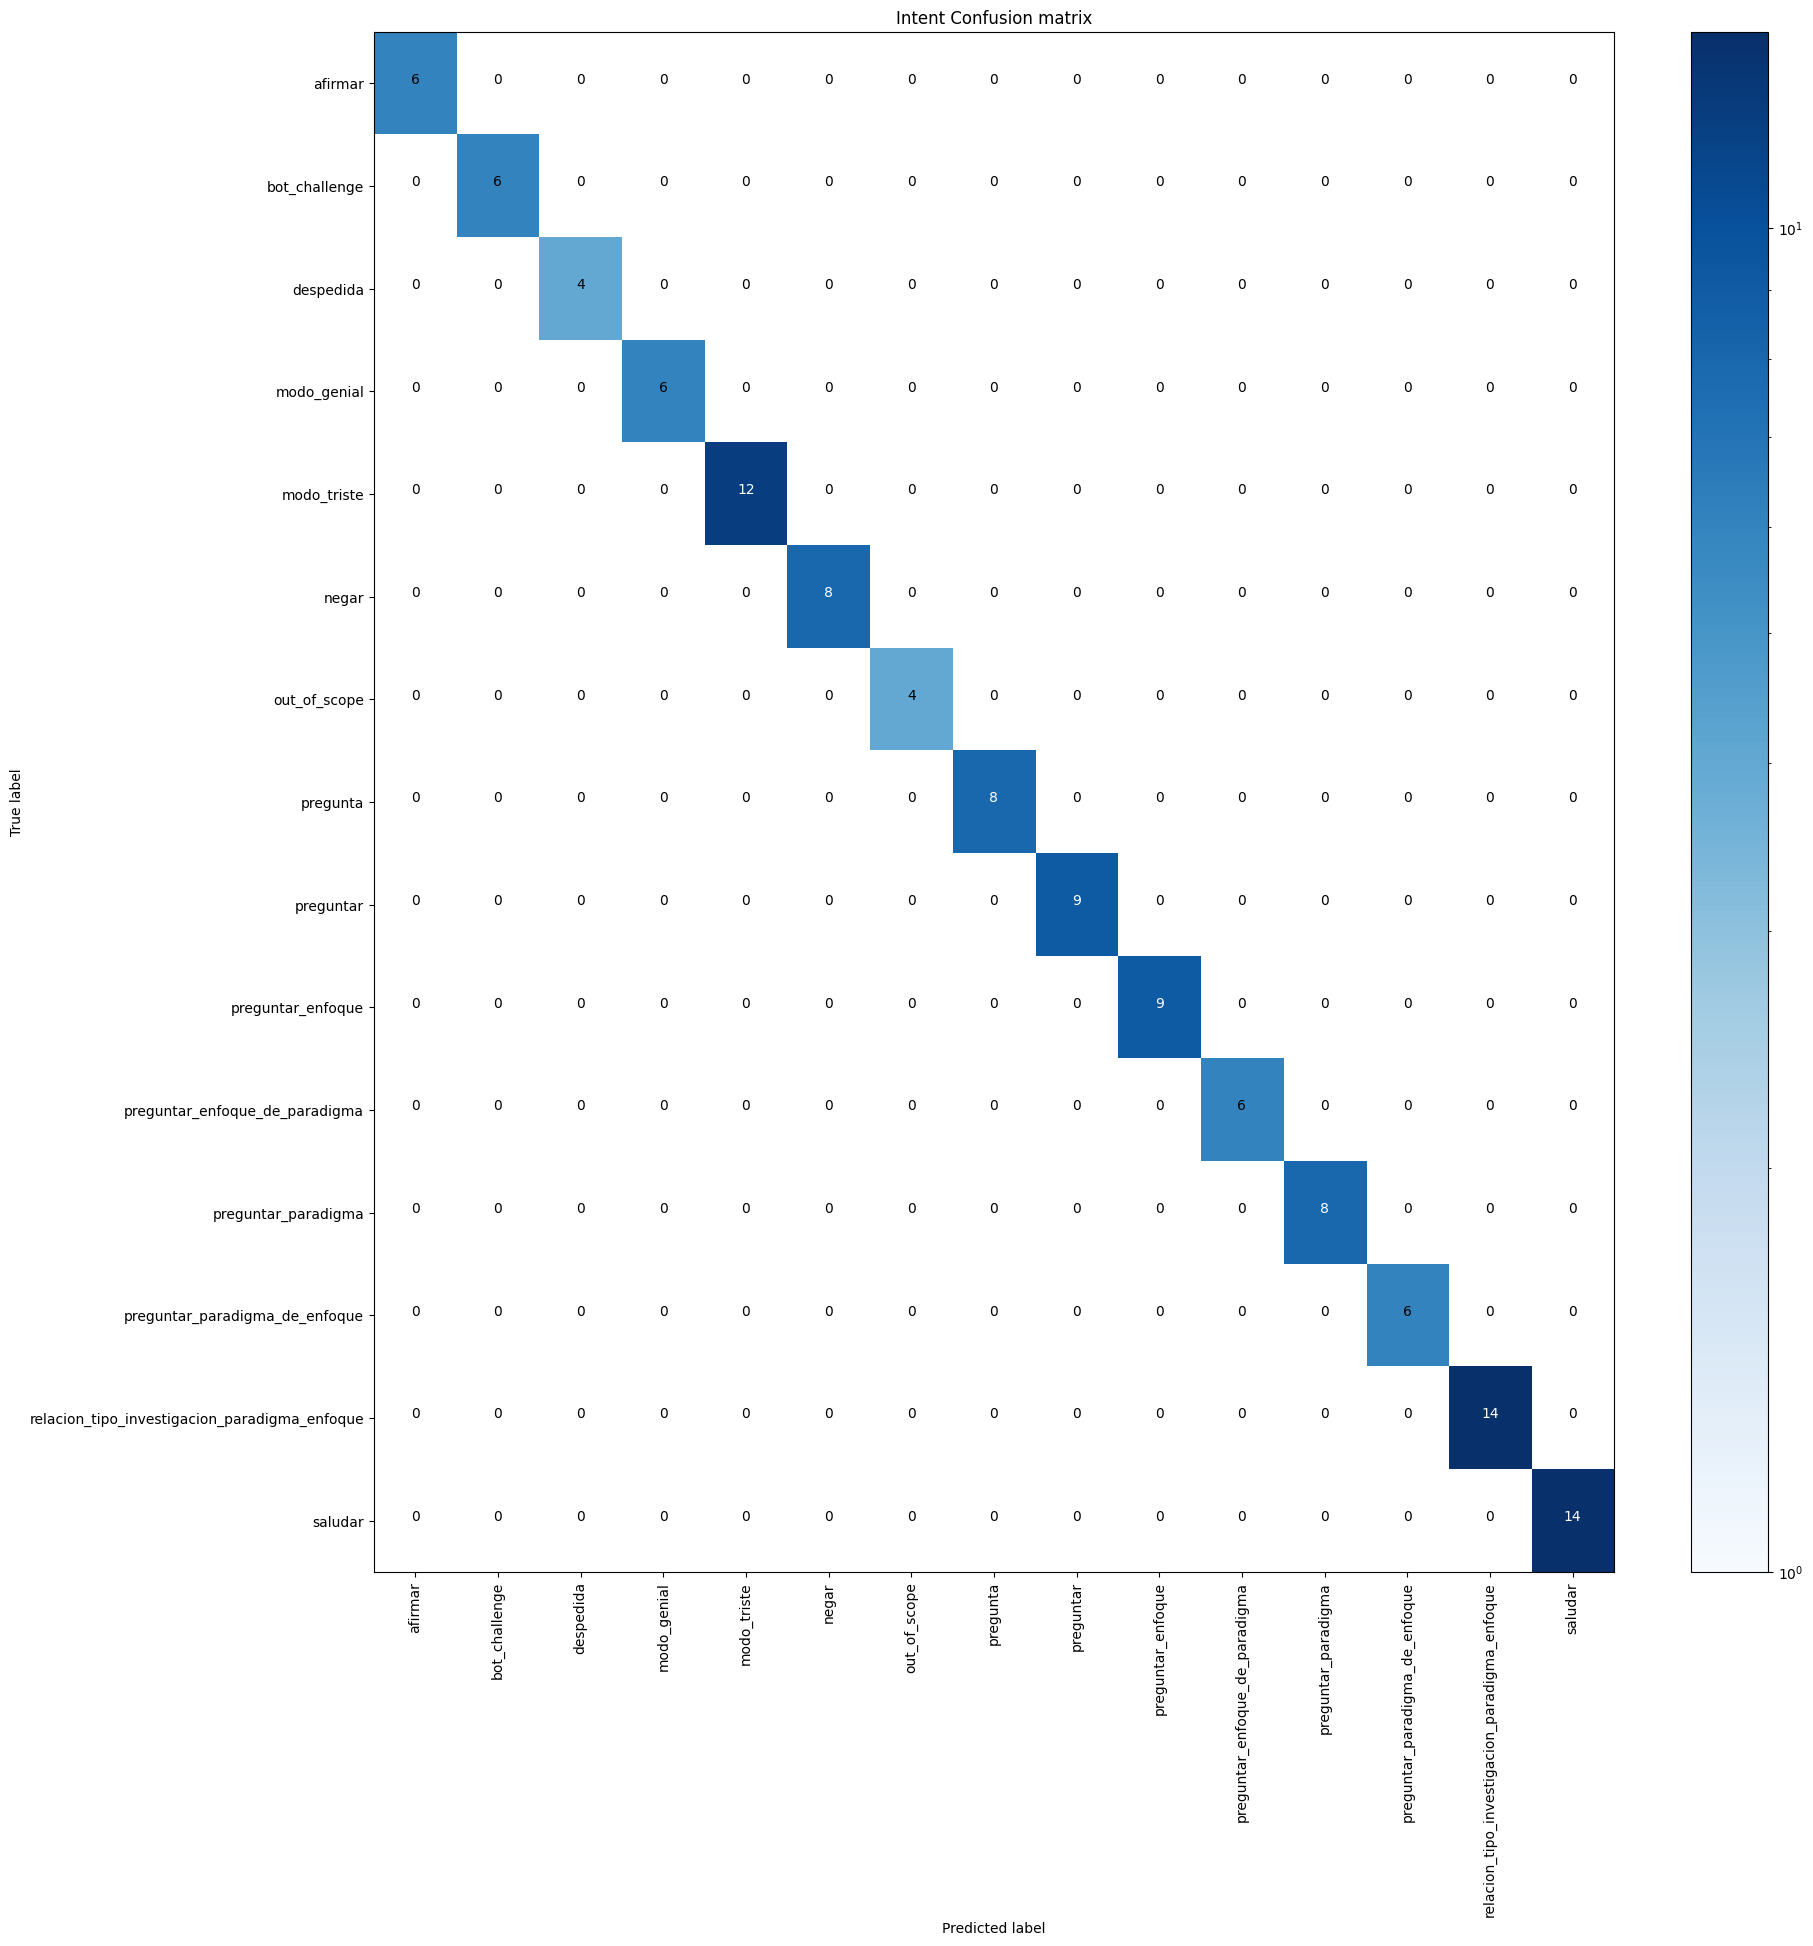 Intent Confusion matrix
afirmar 6 0 0 0 0 0 0 0 0 0 0 0 0 0 0
bot_challenge 0 6 0 0 0 0 0 0 0 0 0 0 0 0 0
despedida 0 0 4 0 0 0 0 0 0 0 0 0 0 0 0
modo_genial 0 0 0 6 0 0 0 0 0 0 0 0 0 0 0
modo_triste 0 0 0 0 12 0 0 0 0 0 0 0 0 0 0
negar 0 0 0 0 0 8 0 0 0 0 0 0 0 0 0
out_of_scope 0 0 0 0 0 0 4 0 0 0 0 0 0 0 0
pregunta 0 0 0 0 0 0 0 8 0 0 0 0 0 0 0
preguntar 0 0 0 0 0 0 0 0 9 0 0 0 0 0 0
preguntar_enfoque 0 0 0 0 0 0 0 0 0 9 0 0 0 0 0
preguntar_enfoque_de_paradigma 0 0 0 0 0 0 0 0 0 0 6 0 0 0 0
preguntar_paradigma 0 0 0 0 0 0 0 0 0 0 0 8 0 0 0
preguntar_paradigma_de_enfoque 0 0 0 0 0 0 0 0 0 0 0 0 6 0 0
relacion_tipo_investigacion_paradigma_enfoque 0 0 0 0 0 0 0 0 0 0 0 0 0 14 0
saludar 0 0 0 0 0 0 0 0 0 0 0 0 0 0 14
True label
afirmar
bot_challenge
despedida
modo_genial
modo_triste
negar
out_of_scope
pregunta
preguntar
preguntar_enfoque
preguntar_enfoque_de_paradigma
preguntar_paradigma
preguntar_paradigma_de_enfoque
relacion_tipo_investigacion_paradigma_enfoque
saludar
Predicted label
10¹
10⁰